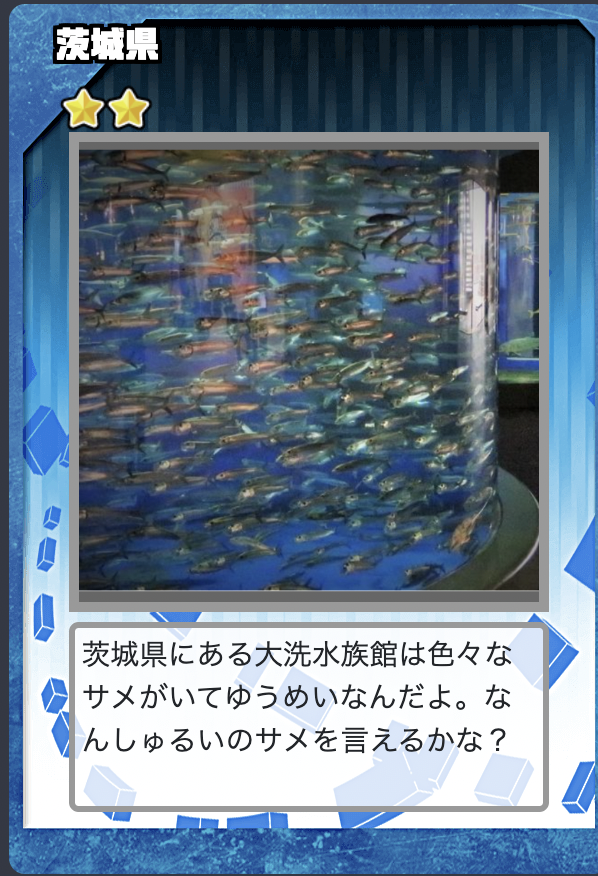 茨城県
茨城県にある大洗水族館は色々な
サメがいてゆうめいなんだよ。な
んしゅるいのサメを言えるかな？